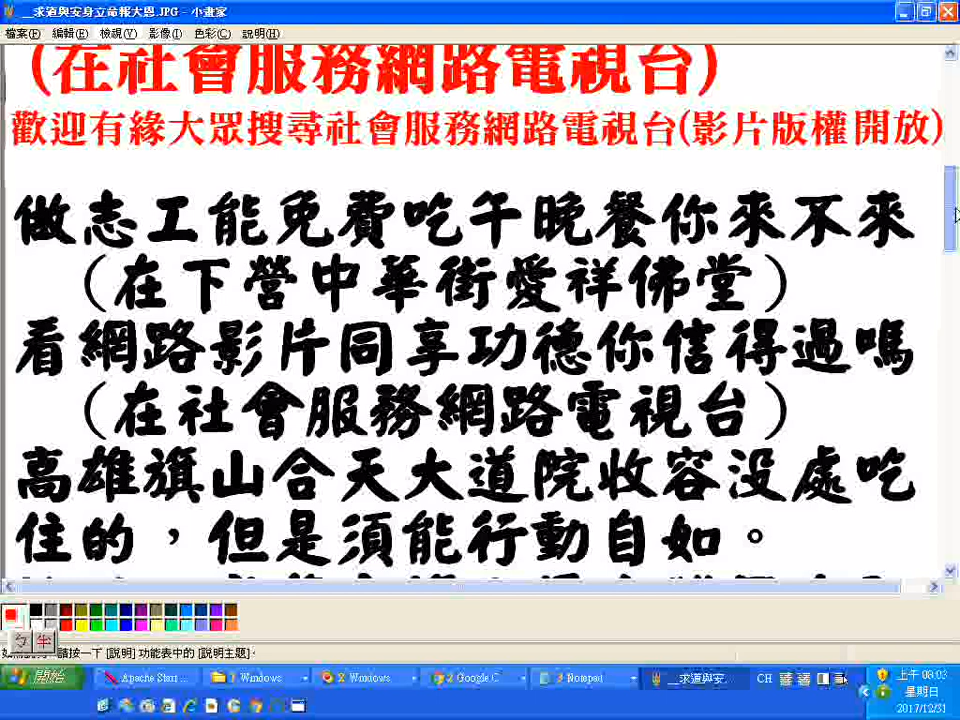 __求道與安身立命報大恩.JPG - 小畫家
檔案(F) 編輯(E) 檢視(V) 影像(I) 色彩(C) 說明(H)
(在社會服務網路電視台)
歡迎有緣大眾搜尋社會服務網路電視台(影片版權開放)
做志工能免費吃午晚餐你來不來
(在下營中華街愛祥佛堂)
看網路影片同享功德你信得過嗎
(在社會服務網路電視台)
高雄旗山合天大道院收容没處吃
住的，但是須能行動自如。
請按一下 [說明] 功能表中的 [說明主題]。
開始 Apache Start ... 7 Windows 2 Windows 2 Google C 3 Notepad __求道與安... CH 上午 08:03
星期日
2017/12/31